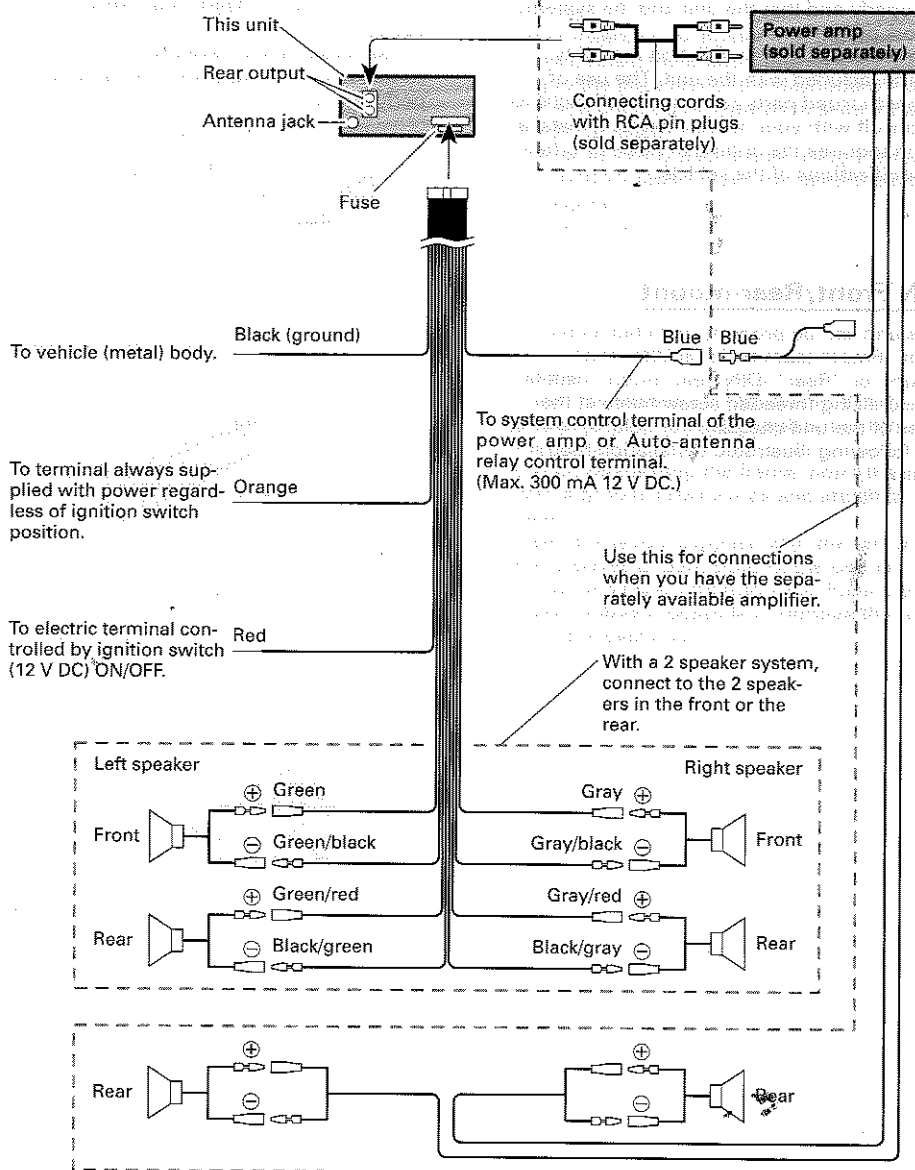 This unit
Rear output
Antenna jack
Fuse
Power amp
(sold separately)
Connecting cords
with RCA pin plugs
(sold separately)
Black (ground)
To vehicle (metal) body.
Blue
Blue
To system control terminal of the
power amp or Auto-antenna
relay control terminal.
(Max. 300 mA 12 V DC.)
To terminal always sup-
plied with power regard-
less of ignition switch
position.
Orange
Use this for connections
when you have the sepa-
rately available amplifier.
To electric terminal con-
trolled by ignition switch
(12 V DC) ON/OFF.
Red
With a 2 speaker system,
connect to the 2 speak-
ers in the front or the
rear.
Left speaker
Right speaker
Front
⊕ Green
⊖ Green/black
Gray ⊕
Gray/black ⊖
Front
Rear
⊕ Green/red
⊖ Black/green
Gray/red ⊕
Black/gray ⊖
Rear
Rear
⊕
⊖
⊕
⊖
Rear